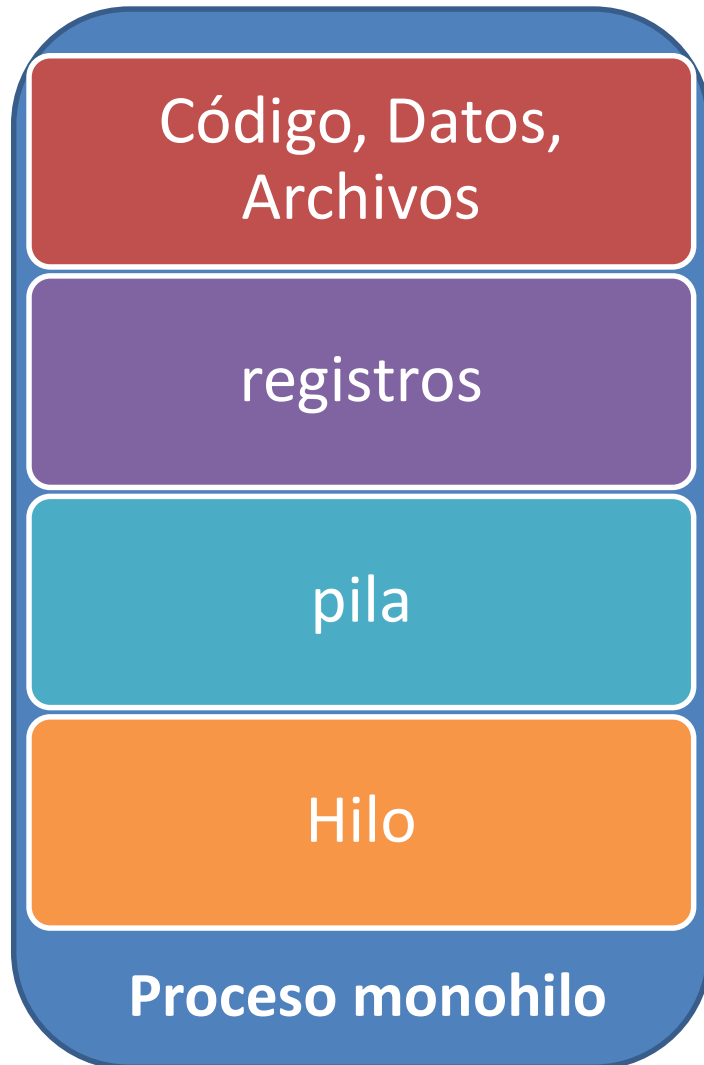 Código, Datos,
Archivos
registros
pila
Hilo
Proceso monohilo